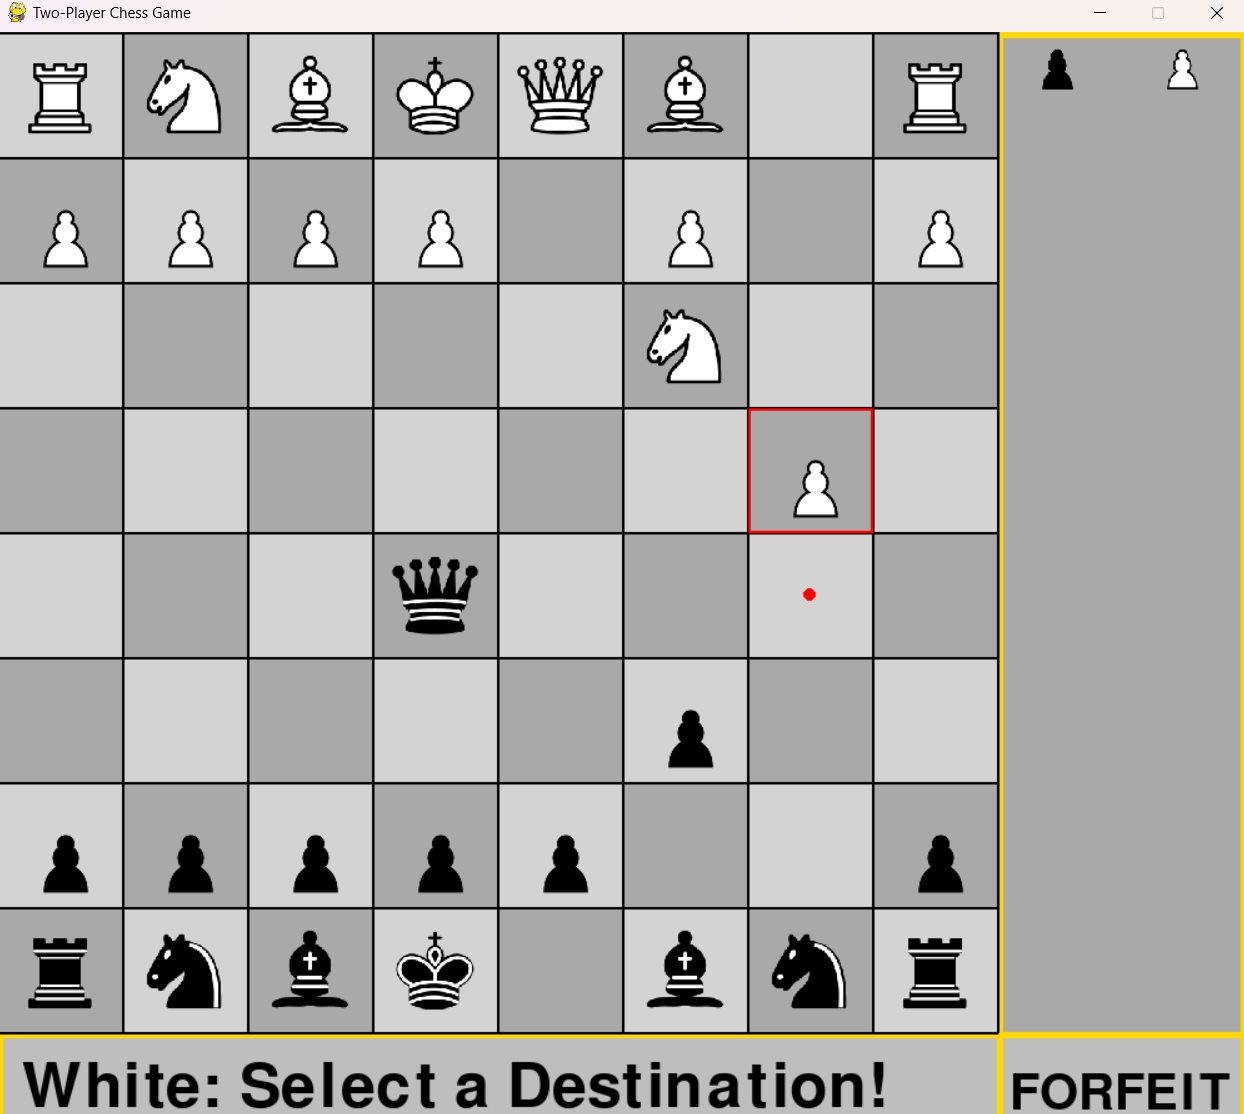 Two-Player Chess Game
White: Select a Destination!
FORFEIT